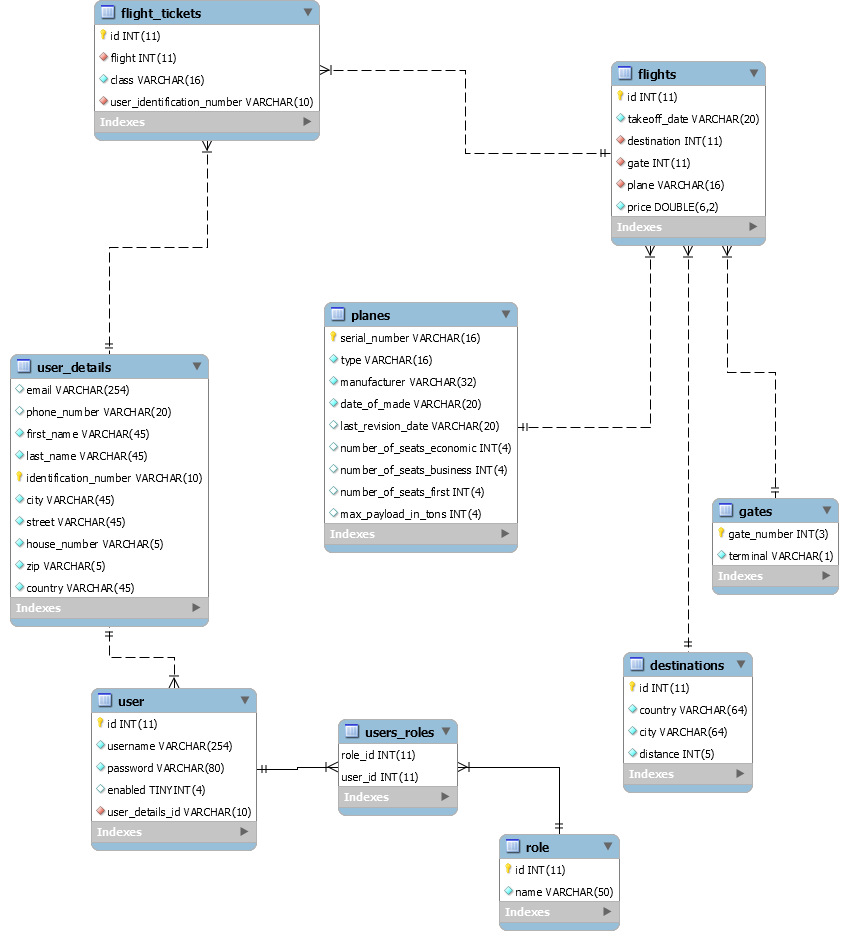 flight_tickets
id INT(11)
flight INT(11)
class VARCHAR(16)
user_identification_number VARCHAR(10)
Indexes
flights
id INT(11)
takeoff_date VARCHAR(20)
destination INT(11)
gate INT(11)
plane VARCHAR(16)
price DOUBLE(6,2)
Indexes
planes
serial_number VARCHAR(16)
type VARCHAR(16)
manufacturer VARCHAR(32)
date_of_made VARCHAR(20)
last_revision_date VARCHAR(20)
number_of_seats_economic INT(4)
number_of_seats_business INT(4)
number_of_seats_first INT(4)
max_payload_in_tons INT(4)
Indexes
user_details
email VARCHAR(254)
phone_number VARCHAR(20)
first_name VARCHAR(45)
last_name VARCHAR(45)
identification_number VARCHAR(10)
city VARCHAR(45)
street VARCHAR(45)
house_number VARCHAR(5)
zip VARCHAR(5)
country VARCHAR(45)
Indexes
gates
gate_number INT(3)
terminal VARCHAR(1)
Indexes
destinations
id INT(11)
country VARCHAR(64)
city VARCHAR(64)
distance INT(5)
Indexes
user
id INT(11)
username VARCHAR(254)
password VARCHAR(80)
enabled TINYINT(4)
user_details_id VARCHAR(10)
Indexes
users_roles
role_id INT(11)
user_id INT(11)
Indexes
role
id INT(11)
name VARCHAR(50)
Indexes